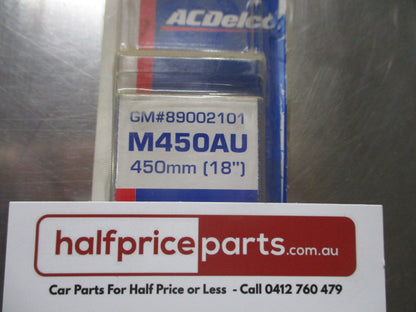 ACDelco
GM#89002101
M450AU
450mm (18")
halfpriceparts.com.au
Car Parts For Half Price or Less - Call 0412 760 479